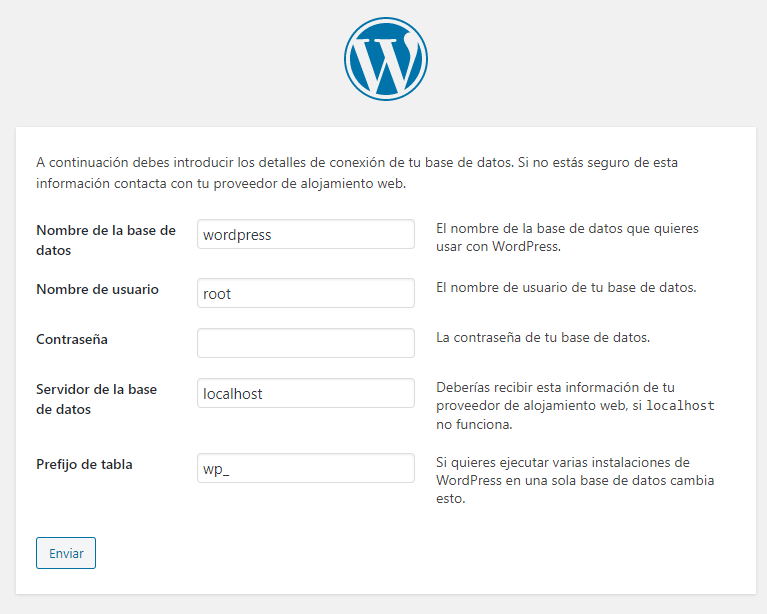 A continuación debes introducir los detalles de conexión de tu base de datos. Si no estás seguro de esta
información contacta con tu proveedor de alojamiento web.
Nombre de la base de
datos
wordpress
El nombre de la base de datos que quieres
usar con WordPress.
Nombre de usuario
root
El nombre de usuario de tu base de datos.
Contraseña
La contraseña de tu base de datos.
Servidor de la base
de datos
localhost
Deberías recibir esta información de tu
proveedor de alojamiento web, si localhost
no funciona.
Prefijo de tabla
wp_
Si quieres ejecutar varias instalaciones de
WordPress en una sola base de datos cambia
esto.
Enviar